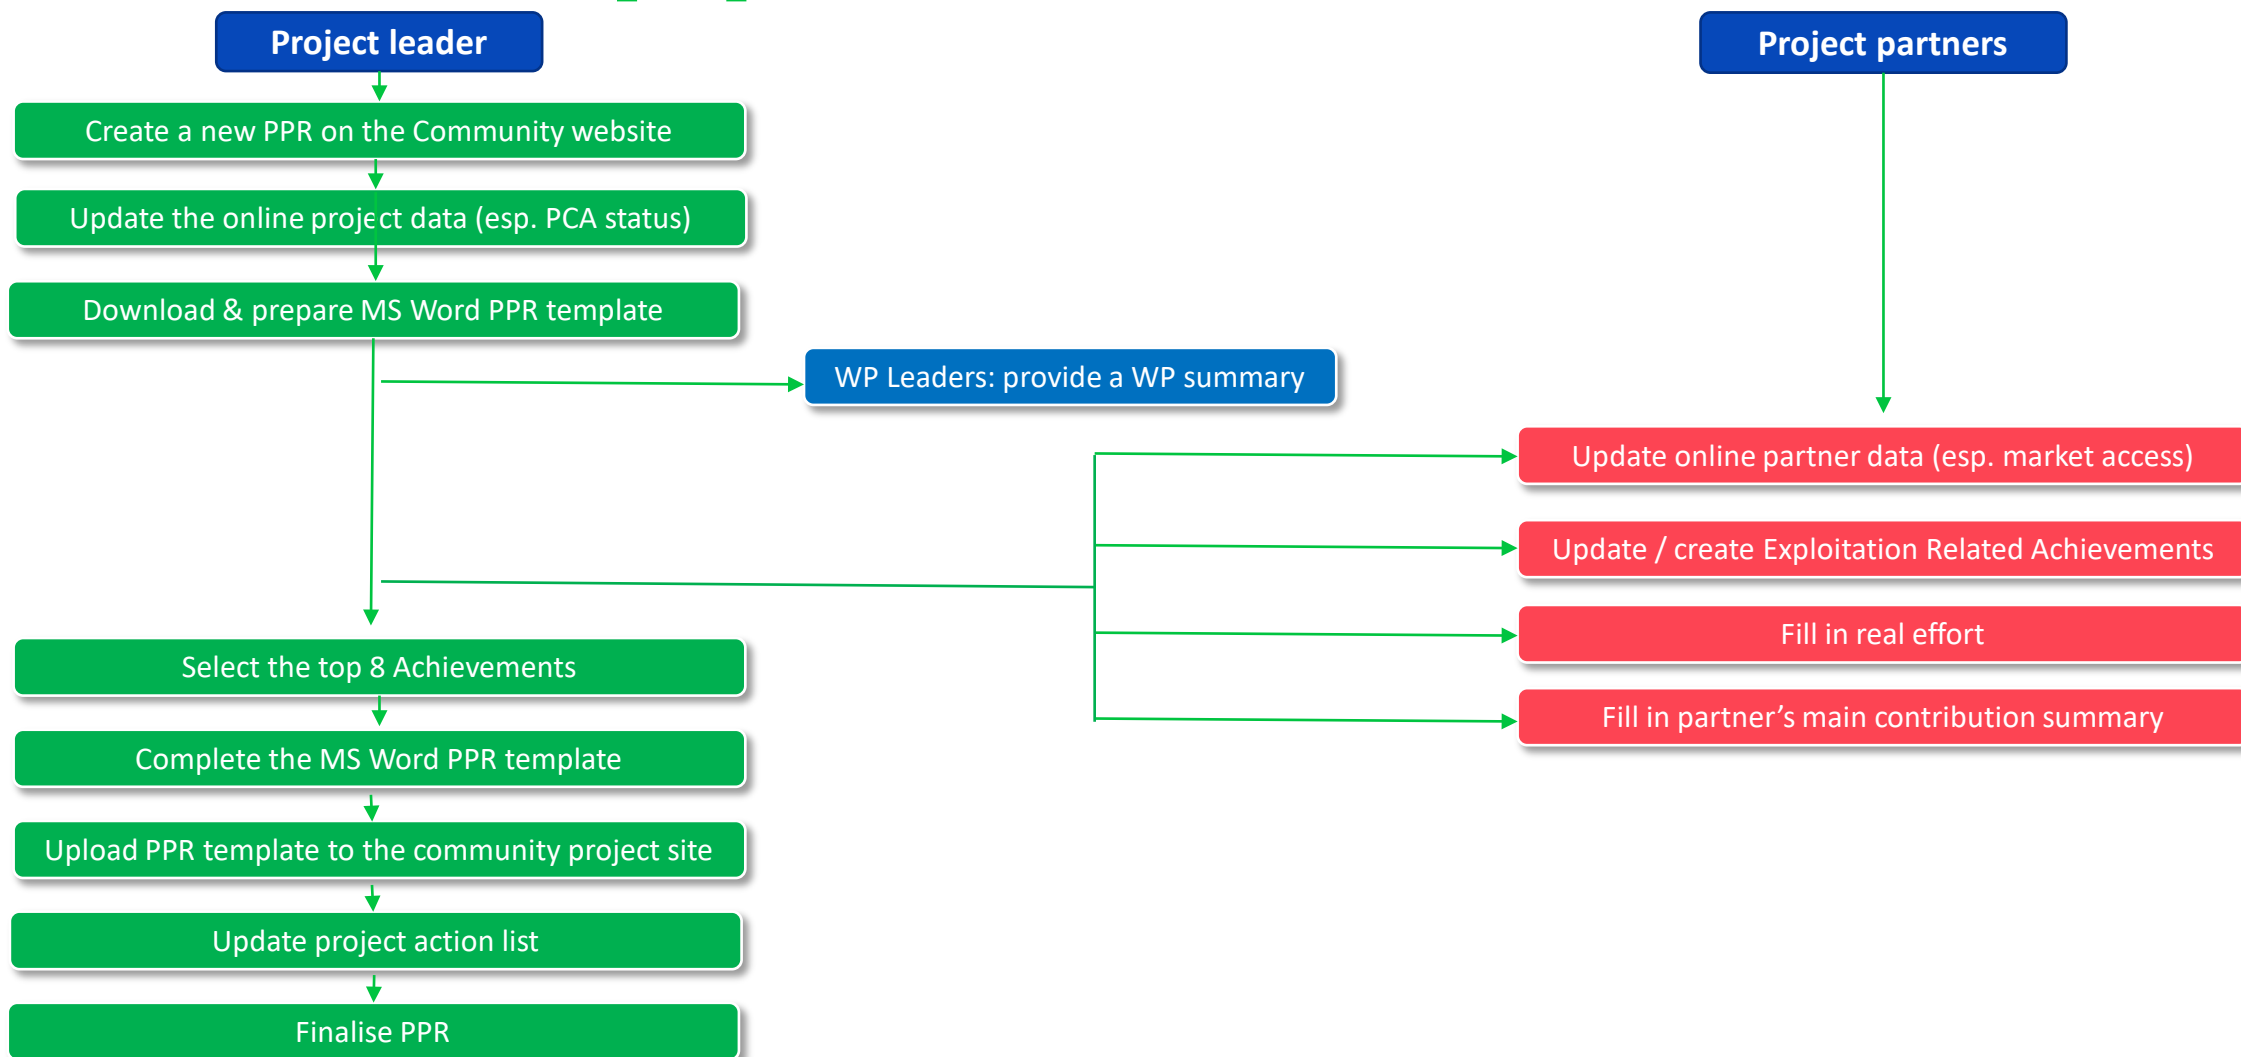 Project leader
Project partners
Create a new PPR on the Community website
Update the online project data (esp. PCA status)
Download & prepare MS Word PPR template
WP Leaders: provide a WP summary
Update online partner data (esp. market access)
Update / create Exploitation Related Achievements
Fill in real effort
Select the top 8 Achievements
Fill in partner’s main contribution summary
Complete the MS Word PPR template
Upload PPR template to the community project site
Update project action list
Finalise PPR